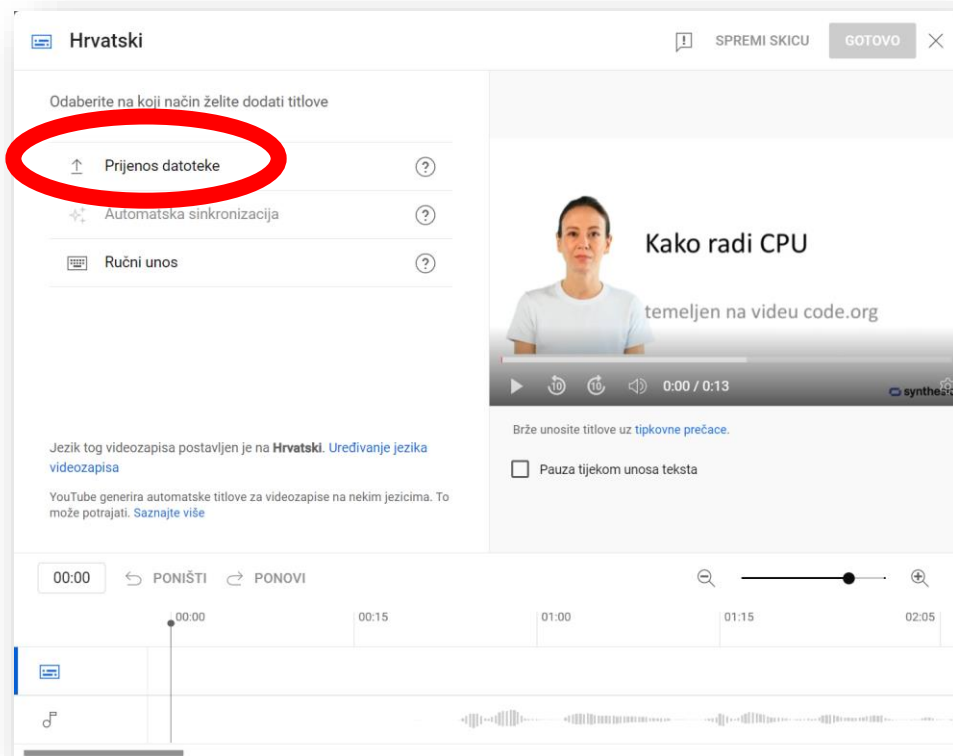 Hrvatski
SPREMI SKICU
GOTOVO
Odaberite na koji način želite dodati titlove
Prijenos datoteke
Automatska sinkronizacija
Ručni unos
Kako radi CPU
temeljen na videu code.org
10
10
0:00 / 0:13
Brže unosite titlove uz tipkovne prečace.
Pauza tijekom unosa teksta
Jezik tog videozapisa postavljen je na Hrvatski. Uređivanje jezika
videozapisa
YouTube generira automatske titlove za videozapise na nekim jezicima. To
može potrajati. Saznajte više
00:00
PONIŠTI
PONOVI
00:00
00:15
01:00
01:15
02:05